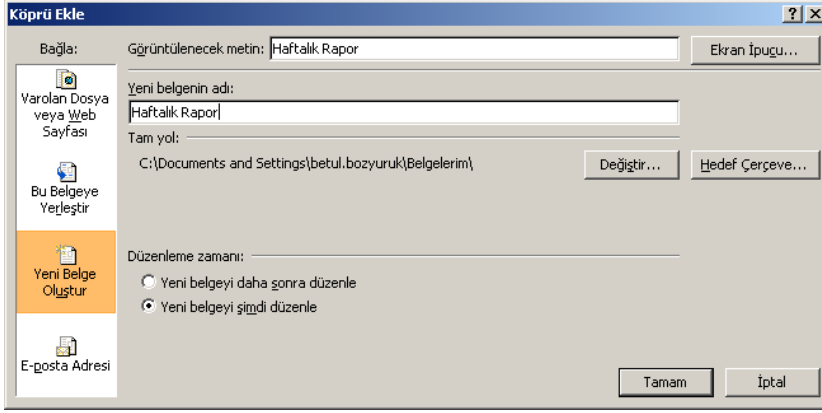 Köprü Ekle
Bağla:
Görüntülenecek metin: Haftalık Rapor
Ekran İpucu...
Varolan Dosya
veya Web
Sayfası
Bu Belgeye
Yerleştir
Yeni Belge
Oluştur
E-posta Adresi
Yeni belgenin adı:
Haftalık Rapor
Tam yol:
C:\Documents and Settings\betul.bozyuruk\Belgelerim\
Değiştir...
Hedef Çerçeve...
Düzenleme zamanı:
Yeni belgeyi daha sonra düzenle
Yeni belgeyi şimdi düzenle
Tamam
İptal